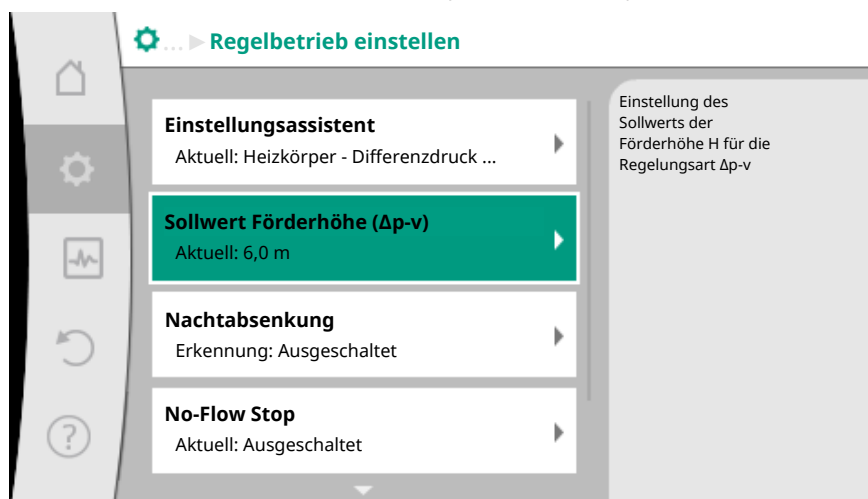 ... Regelbetrieb einstellen
Einstellungsassistent
Aktuell: Heizkörper - Differenzdruck ...
Sollwert Förderhöhe (Δp-v)
Aktuell: 6,0 m
Nachtabsenkung
Erkennung: Ausgeschaltet
No-Flow Stop
Aktuell: Ausgeschaltet
Einstellung des
Sollwerts der
Förderhöhe H für die
Regelungsart Δp-v
?